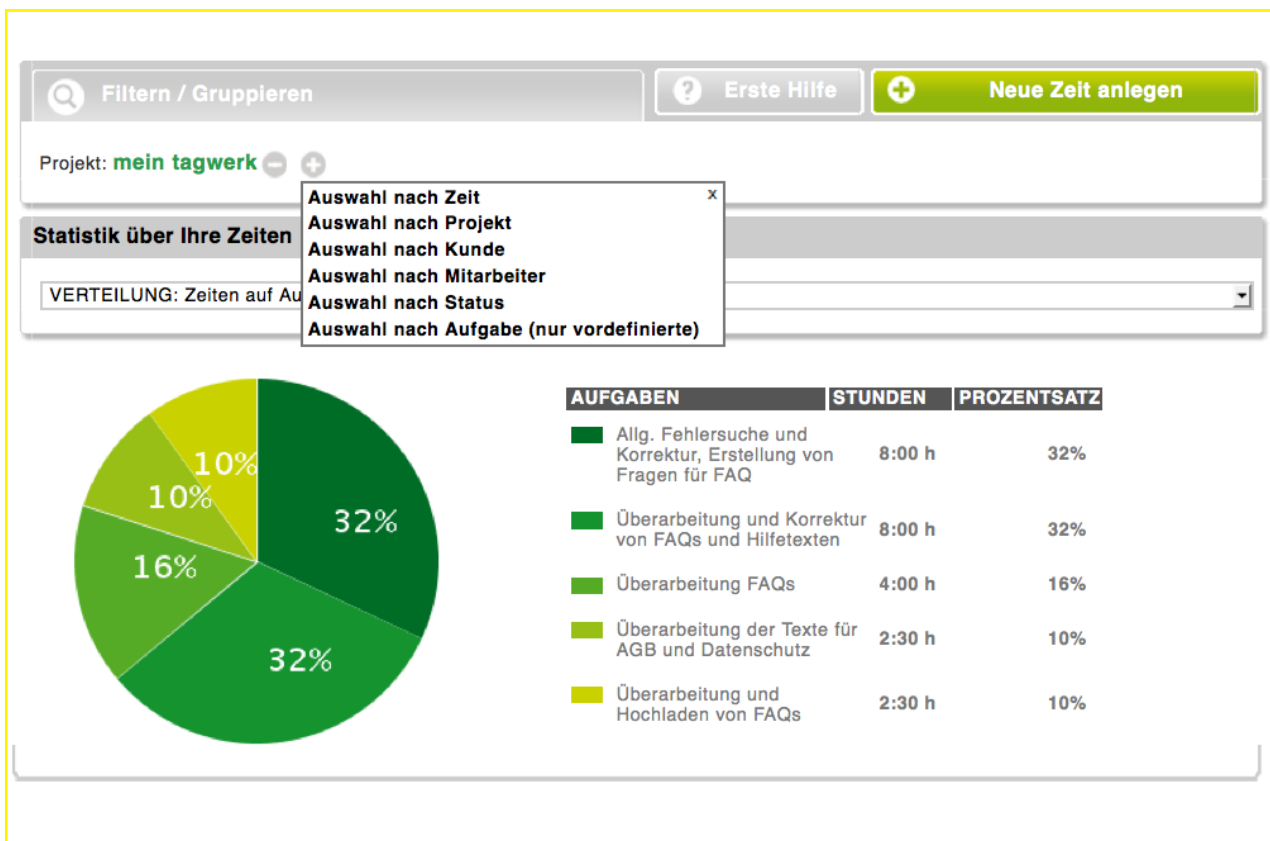 Filtern / Gruppieren
? Erste Hilfe
Neue Zeit anlegen
Projekt: mein tagwerk
Auswahl nach Zeit x
Auswahl nach Projekt
Auswahl nach Kunde
Auswahl nach Mitarbeiter
Auswahl nach Status
Auswahl nach Aufgabe (nur vordefinierte)
Statistik über Ihre Zeiten
VERTEILUNG: Zeiten auf Au
32%
32%
16%
10%
10%
AUFGABEN STUNDEN PROZENTSATZ
Allg. Fehlersuche und
Korrektur, Erstellung von 8:00 h 32%
Fragen für FAQ
Überarbeitung und Korrektur
von FAQs und Hilfetexten 8:00 h 32%
Überarbeitung FAQs 4:00 h 16%
Überarbeitung der Texte für
AGB und Datenschutz 2:30 h 10%
Überarbeitung und
Hochladen von FAQs 2:30 h 10%